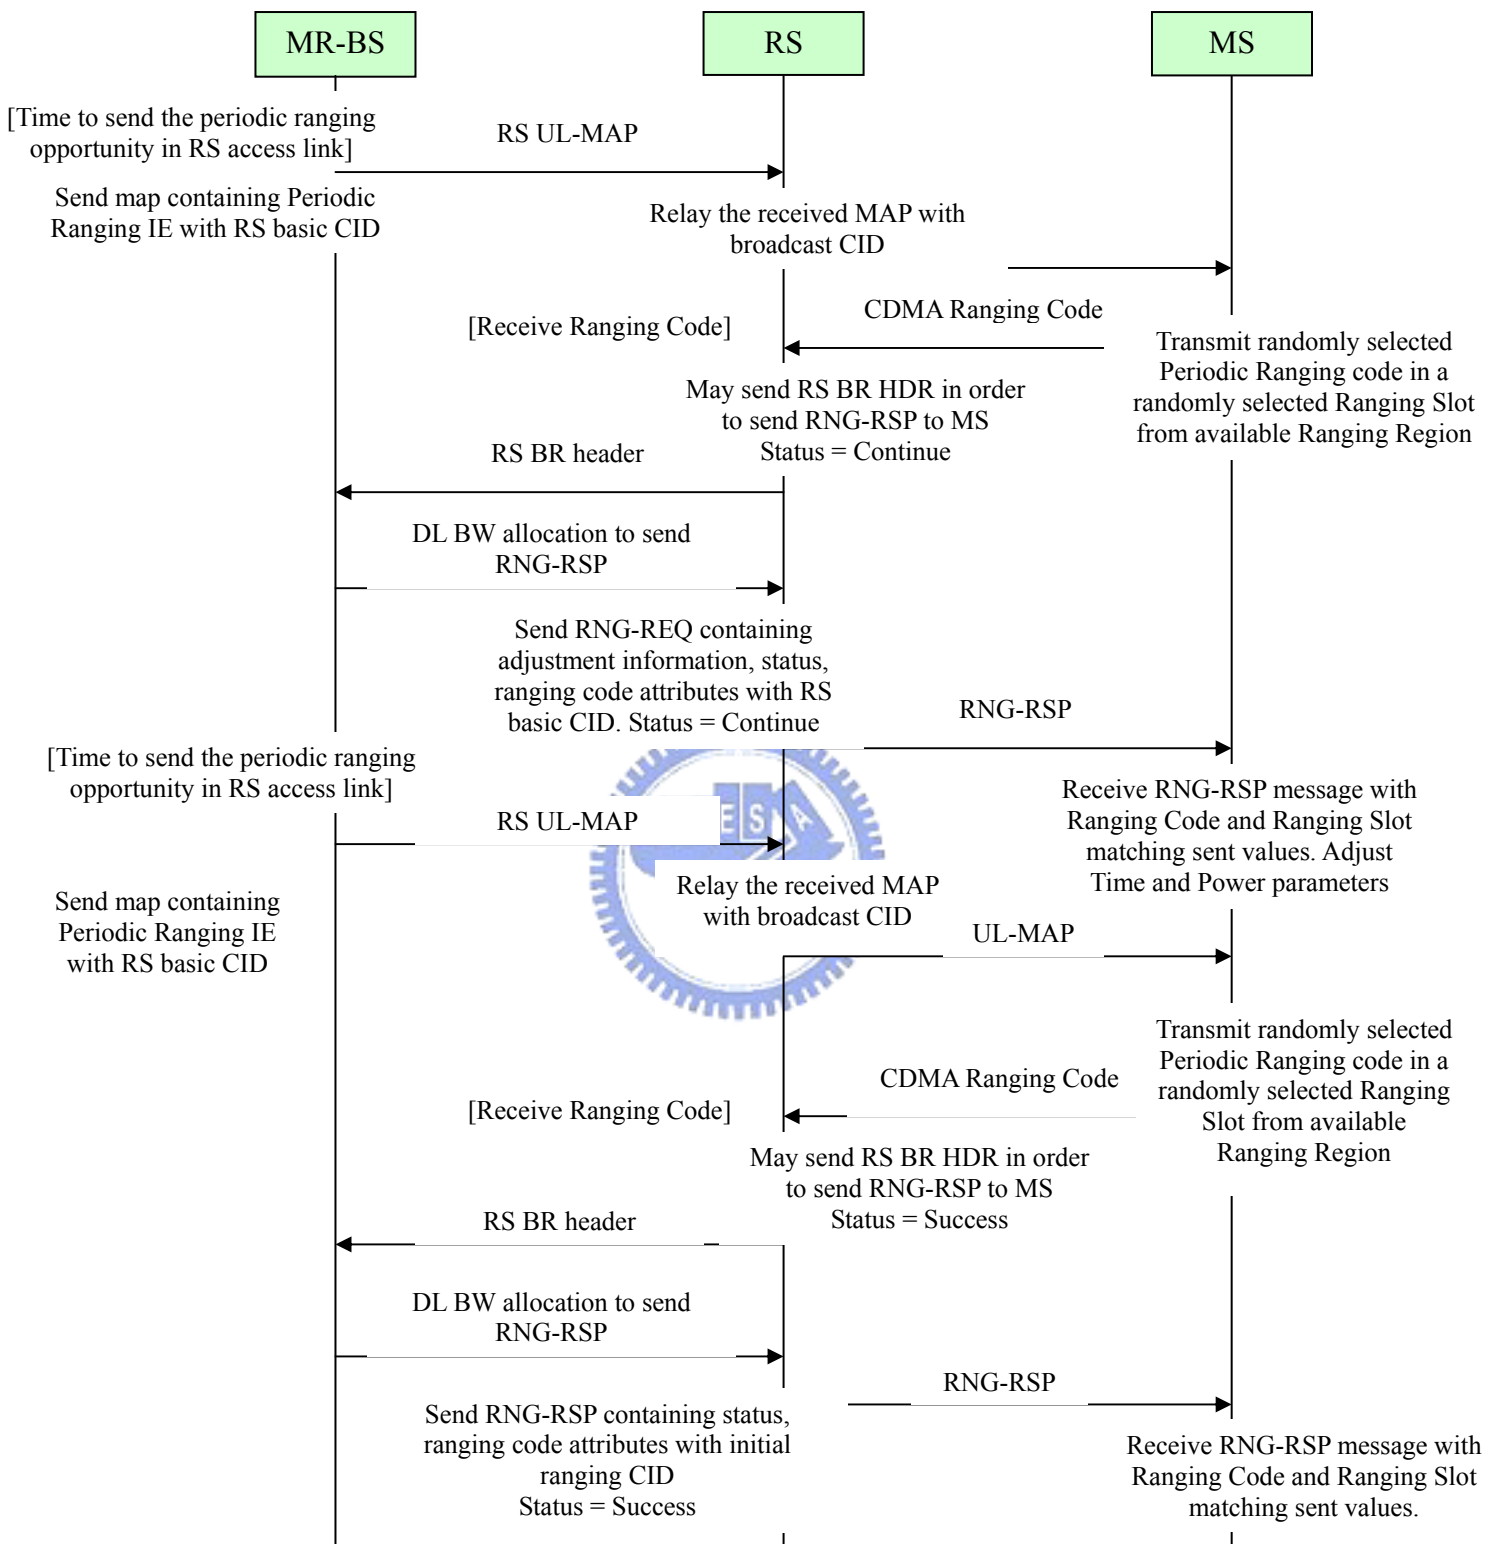 MR-BS
RS
MS
[Time to send the periodic ranging
opportunity in RS access link]
RS UL-MAP
Send map containing Periodic
Ranging IE with RS basic CID
Relay the received MAP with
broadcast CID
CDMA Ranging Code
[Receive Ranging Code]
Transmit randomly selected
Periodic Ranging code in a
randomly selected Ranging Slot
from available Ranging Region
May send RS BR HDR in order
to send RNG-RSP to MS
Status = Continue
RS BR header
DL BW allocation to send
RNG-RSP
Send RNG-REQ containing
adjustment information, status,
ranging code attributes with RS
basic CID. Status = Continue
RNG-RSP
[Time to send the periodic ranging
opportunity in RS access link]
Receive RNG-RSP message with
Ranging Code and Ranging Slot
matching sent values. Adjust
Time and Power parameters
RS UL-MAP
E S A
Relay the received MAP
with broadcast CID
Send map containing
Periodic Ranging IE
with RS basic CID
UL-MAP
Transmit randomly selected
Periodic Ranging code in a
randomly selected Ranging
Slot from available
Ranging Region
CDMA Ranging Code
[Receive Ranging Code]
May send RS BR HDR in order
to send RNG-RSP to MS
Status = Success
RS BR header
DL BW allocation to send
RNG-RSP
RNG-RSP
Send RNG-RSP containing status,
ranging code attributes with initial
ranging CID
Status = Success
Receive RNG-RSP message with
Ranging Code and Ranging Slot
matching sent values.